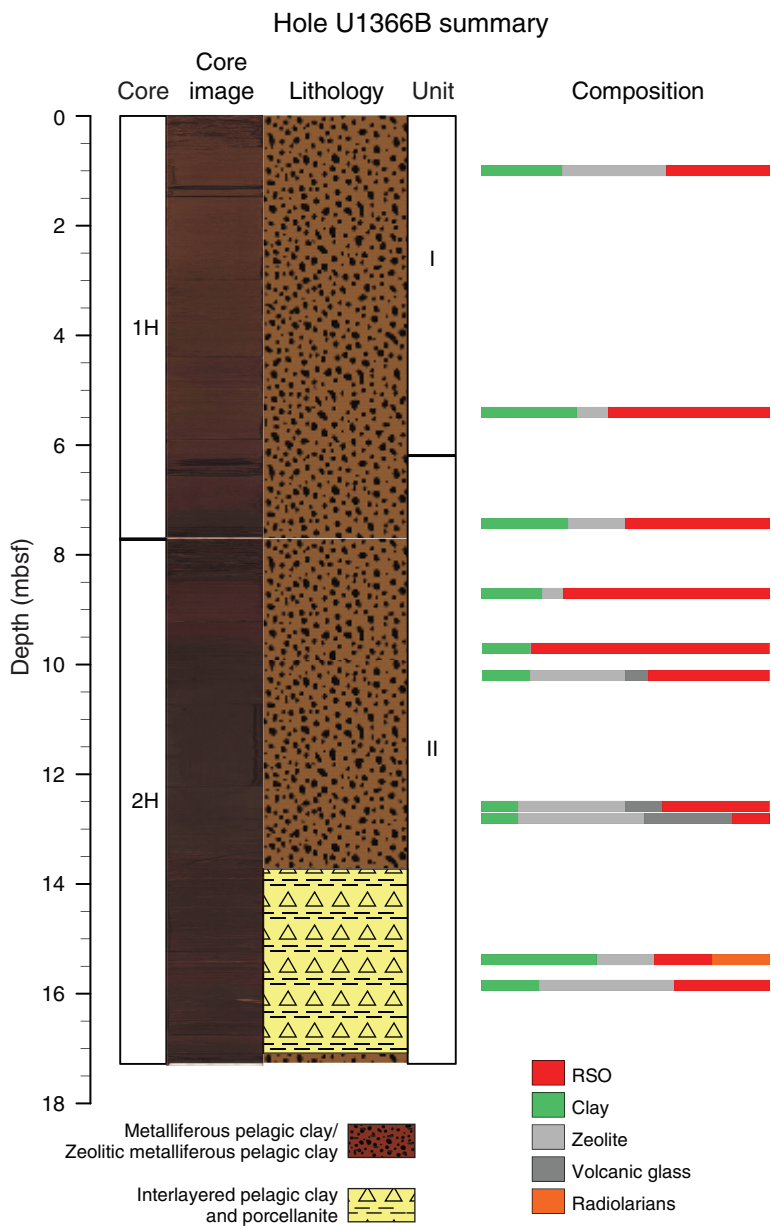 Hole U1366B summary
Core
Core
image
Lithology
Unit
Composition
0
2
4
6
8
10
12
14
16
18
Depth (mbsf)
1H
2H
I
II
Metalliferous pelagic clay/
Zeolitic metalliferous pelagic clay
Interlayered pelagic clay
and porcellanite
RSO
Clay
Zeolite
Volcanic glass
Radiolarians